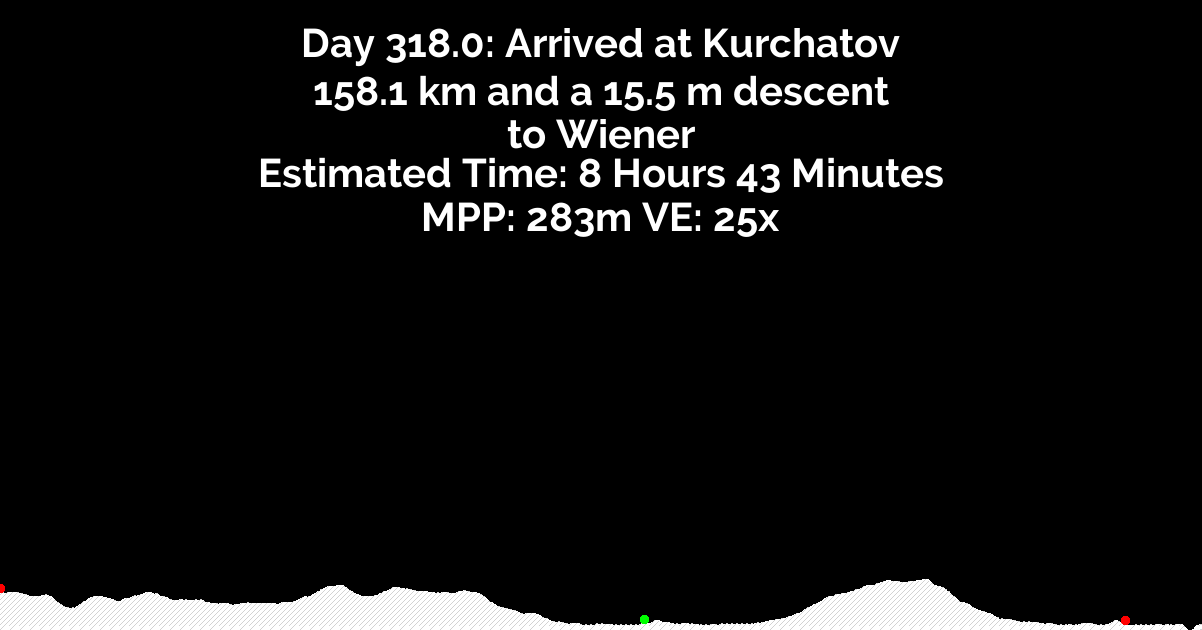 Day 318.0: Arrived at Kurchatov
158.1 km and a 15.5 m descent
to Wiener
Estimated Time: 8 Hours 43 Minutes
MPP: 283m VE: 25x